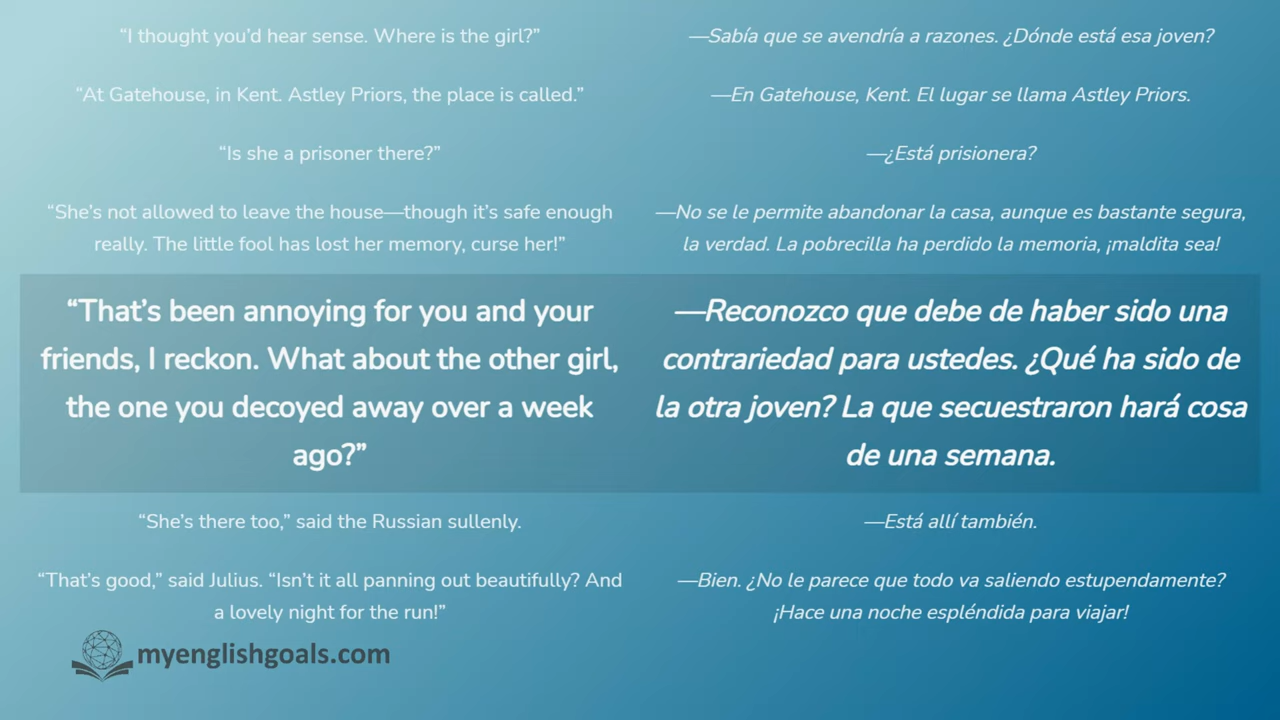 “I thought you’d hear sense. Where is the girl?”
—Sabía que se avendría a razones. ¿Dónde está esa joven?
“At Gatehouse, in Kent. Astley Priors, the place is called.”
—En Gatehouse, Kent. El lugar se llama Astley Priors.
“Is she a prisoner there?”
—¿Está prisionera?
“She’s not allowed to leave the house—though it’s safe enough
really. The little fool has lost her memory, curse her!”
—No se le permite abandonar la casa, aunque es bastante segura,
la verdad. La pobrecilla ha perdido la memoria, ¡maldita sea!
“That’s been annoying for you and your
friends, I reckon. What about the other girl,
the one you decoyed away over a week
ago?”
—Reconozco que debe de haber sido una
contrariedad para ustedes. ¿Qué ha sido de
la otra joven? La que secuestraron hará cosa
de una semana.
“She’s there too,” said the Russian sullenly.
—Está allí también.
“That’s good,” said Julius. “Isn’t it all panning out beautifully? And
a lovely night for the run!”
—Bien. ¿No le parece que todo va saliendo estupendamente?
¡Hace una noche espléndida para viajar!
myenglishgoals.com